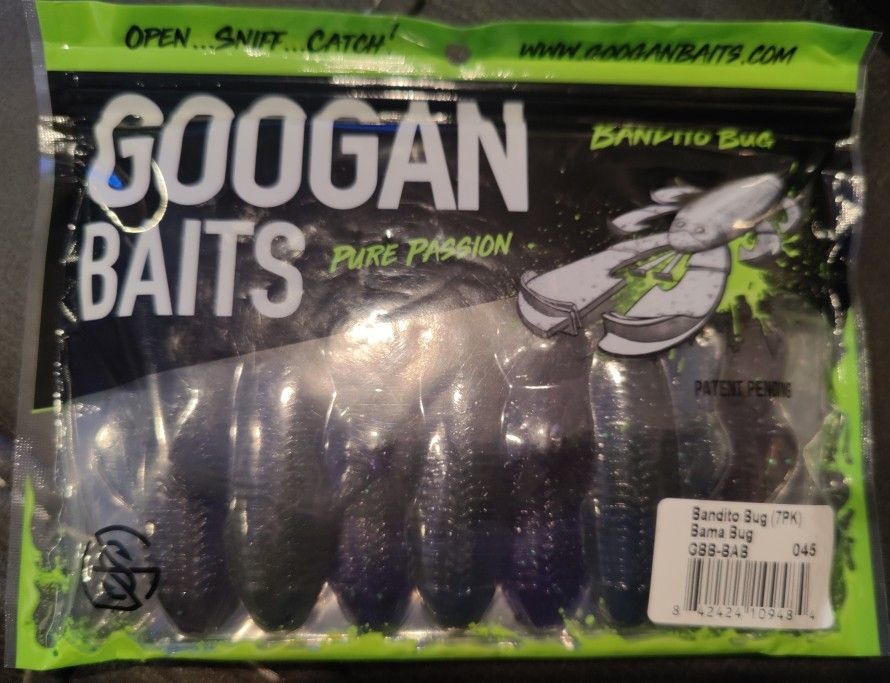 OPEN...SNIFF...CATCH!
WWW.GOOGANBAITS.COM
GOOGAN
BAITS
PURE PASSION
BANDITO BUG
PATENT PENDING
Bandito Bug (7PK)
Bama Bug
GBB-BAB 045
8 42424 10948 4